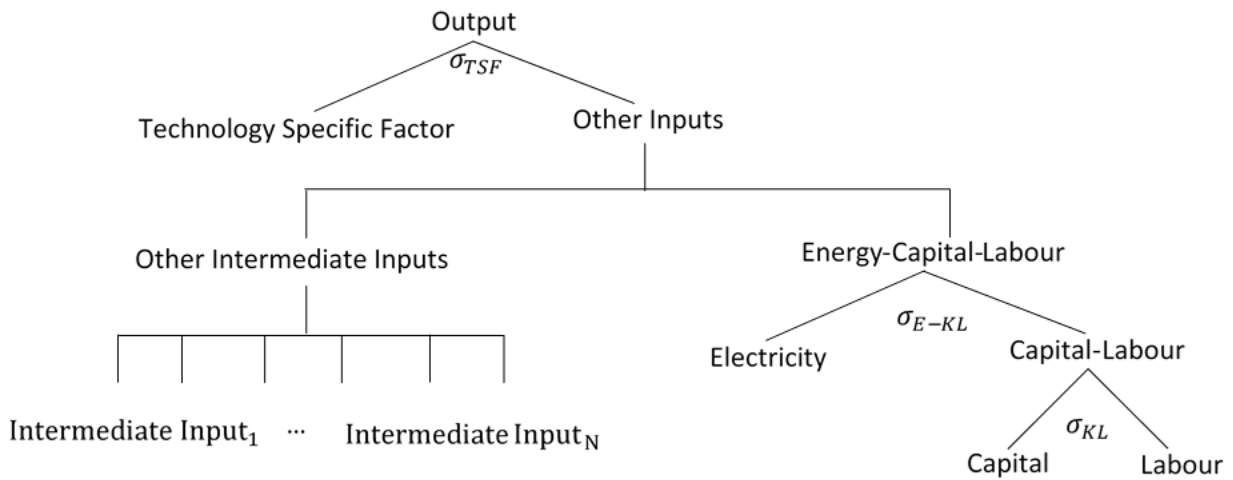 Output
σ_TSF
Technology Specific Factor
Other Inputs
Other Intermediate Inputs
Energy-Capital-Labour
σ_E−KL
Electricity
Capital-Labour
Intermediate Input₁ ... Intermediate Input_N
σ_KL
Capital
Labour